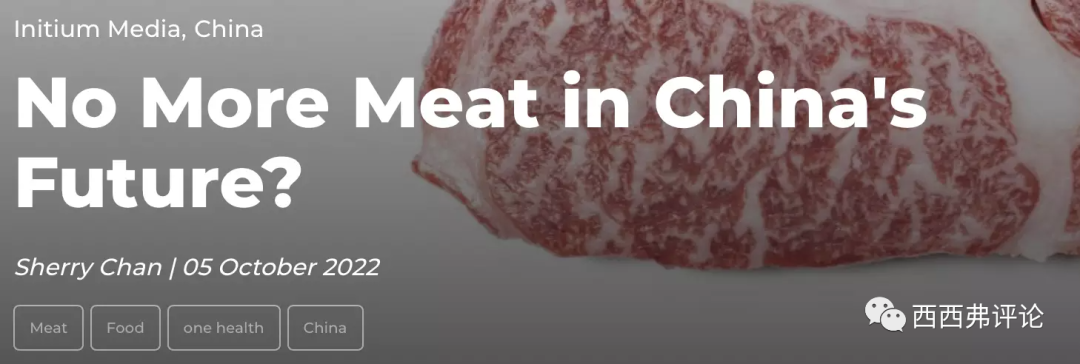 Initium Media, China
No More Meat in China's
Future?
Sherry Chan | 05 October 2022
Meat Food one health China
西西弗评论